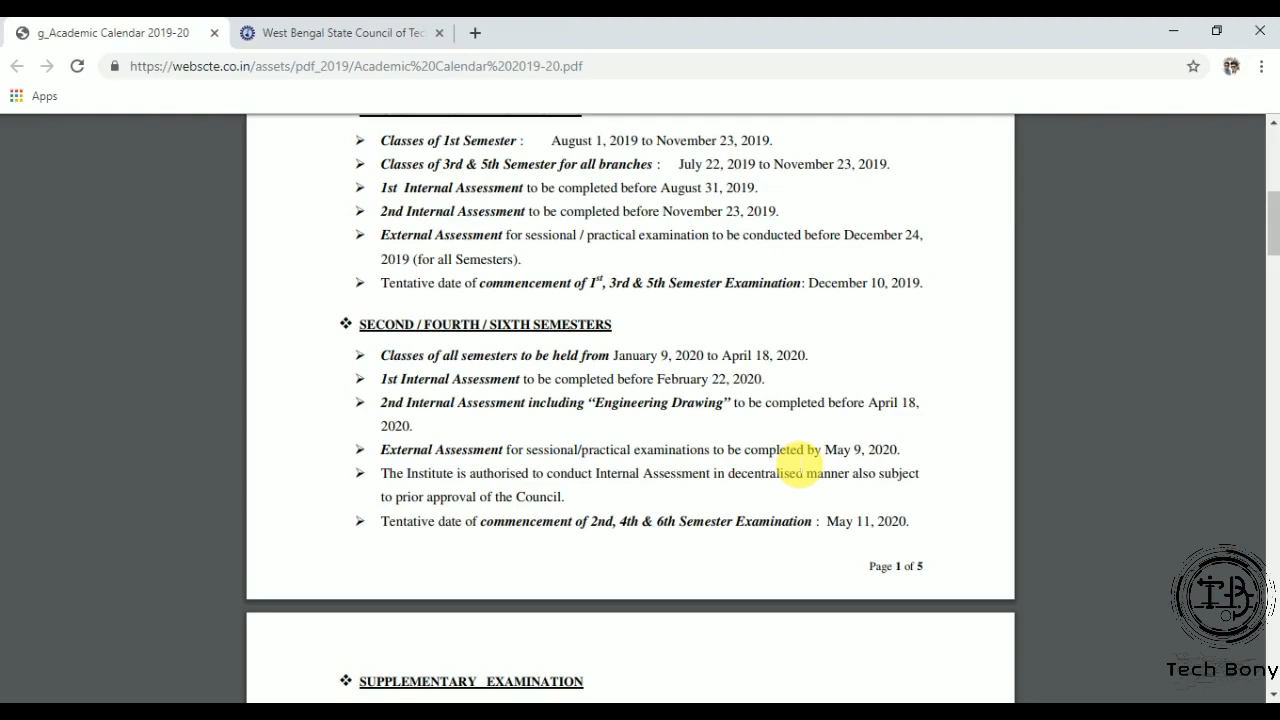 g_Academic Calendar 2019-20
West Bengal State Council of Tec
https://webscte.co.in/assets/pdf_2019/Academic%20Calendar%202019-20.pdf
Apps
➢ Classes of 1st Semester : August 1, 2019 to November 23, 2019.
➢ Classes of 3rd & 5th Semester for all branches : July 22, 2019 to November 23, 2019.
➢ 1st Internal Assessment to be completed before August 31, 2019.
➢ 2nd Internal Assessment to be completed before November 23, 2019.
➢ External Assessment for sessional / practical examination to be conducted before December 24,
2019 (for all Semesters).
➢ Tentative date of commencement of 1st, 3rd & 5th Semester Examination: December 10, 2019.
❖ SECOND / FOURTH / SIXTH SEMESTERS
➢ Classes of all semesters to be held from January 9, 2020 to April 18, 2020.
➢ 1st Internal Assessment to be completed before February 22, 2020.
➢ 2nd Internal Assessment including “Engineering Drawing” to be completed before April 18,
2020.
➢ External Assessment for sessional/practical examinations to be completed by May 9, 2020.
➢ The Institute is authorised to conduct Internal Assessment in decentralised manner also subject
to prior approval of the Council.
➢ Tentative date of commencement of 2nd, 4th & 6th Semester Examination : May 11, 2020.
Page 1 of 5
❖ SUPPLEMENTARY EXAMINATION
Tech Bony